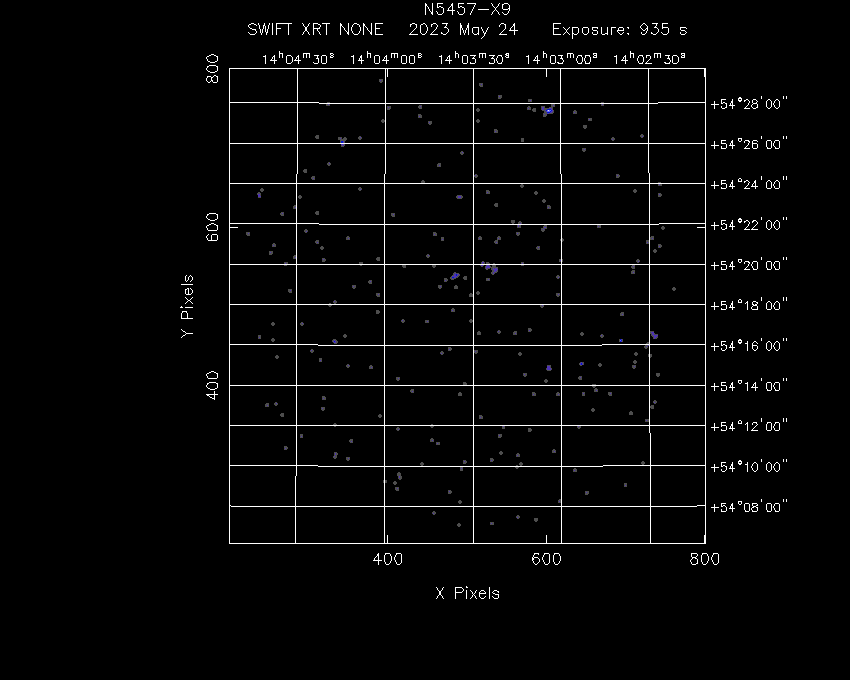 N5457-X9
SWIFT XRT NONE 2023 May 24 Exposure: 935 s
14ʰ04ᵐ30ˢ 14ʰ04ᵐ00ˢ 14ʰ03ᵐ30ˢ 14ʰ03ᵐ00ˢ 14ʰ02ᵐ30ˢ
800
+54°28'00"
+54°26'00"
+54°24'00"
+54°22'00"
600
+54°20'00"
Y Pixels
+54°18'00"
+54°16'00"
400
+54°14'00"
+54°12'00"
+54°10'00"
+54°08'00"
400 600 800
X Pixels